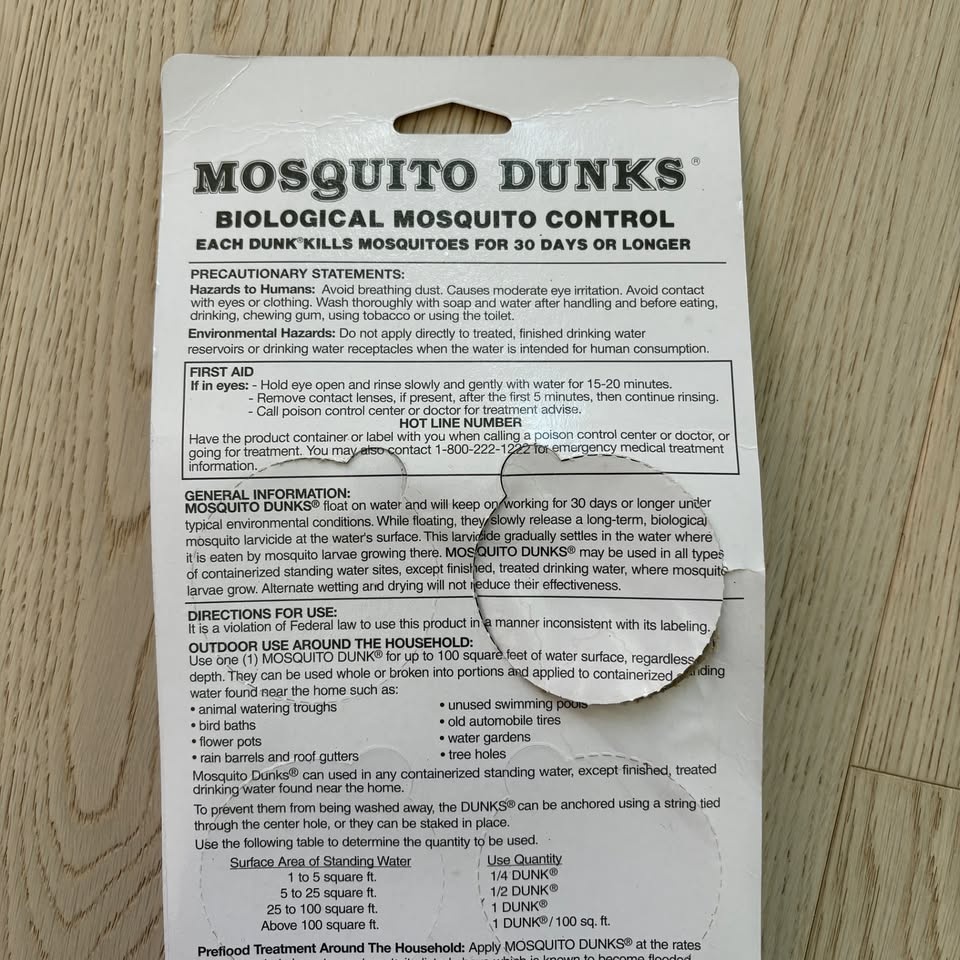 MOSQUITO DUNKS®
BIOLOGICAL MOSQUITO CONTROL
EACH DUNK® KILLS MOSQUITOES FOR 30 DAYS OR LONGER
PRECAUTIONARY STATEMENTS:
Hazards to Humans: Avoid breathing dust. Causes moderate eye irritation. Avoid contact
with eyes or clothing. Wash thoroughly with soap and water after handling and before eating,
drinking, chewing gum, using tobacco or using the toilet.
Environmental Hazards: Do not apply directly to treated, finished drinking water
reservoirs or drinking water receptacles when the water is intended for human consumption.
FIRST AID
If in eyes: - Hold eye open and rinse slowly and gently with water for 15-20 minutes.
- Remove contact lenses, if present, after the first 5 minutes, then continue rinsing.
- Call poison control center or doctor for treatment advise.
HOT LINE NUMBER
Have the product container or label with you when calling a poison control center or doctor, or
going for treatment. You may also contact 1-800-222-1222 for emergency medical treatment
information.
GENERAL INFORMATION:
MOSQUITO DUNKS® float on water and will keep on working for 30 days or longer under
typical environmental conditions. While floating, they slowly release a long-term, biological
mosquito larvicide at the water's surface. This larvicide gradually settles in the water where
it is eaten by mosquito larvae growing there. MOSQUITO DUNKS® may be used in all types
of containerized standing water sites, except finished, treated drinking water, where mosquito
larvae grow. Alternate wetting and drying will not reduce their effectiveness.
DIRECTIONS FOR USE:
It is a violation of Federal law to use this product in a manner inconsistent with its labeling.
OUTDOOR USE AROUND THE HOUSEHOLD:
Use one (1) MOSQUITO DUNK® for up to 100 square feet of water surface, regardless
depth. They can be used whole or broken into portions and applied to containerized
water found near the home such as:
• animal watering troughs
• bird baths
• flower pots
• rain barrels and roof gutters
• unused swimming pools
• old automobile tires
• water gardens
• tree holes
Mosquito Dunks® can used in any containerized standing water, except finished, treated
drinking water found near the home.
To prevent them from being washed away, the DUNKS® can be anchored using a string tied
through the center hole, or they can be staked in place.
Use the following table to determine the quantity to be used.
Surface Area of Standing Water Use Quantity
1 to 5 square ft. 1/4 DUNK®
5 to 25 square ft. 1/2 DUNK®
25 to 100 square ft. 1 DUNK®
Above 100 square ft. 1 DUNK®/100 sq. ft.
Preflood Treatment Around The Household: Apply MOSQUITO DUNKS® at the rates
which is known to become flooded